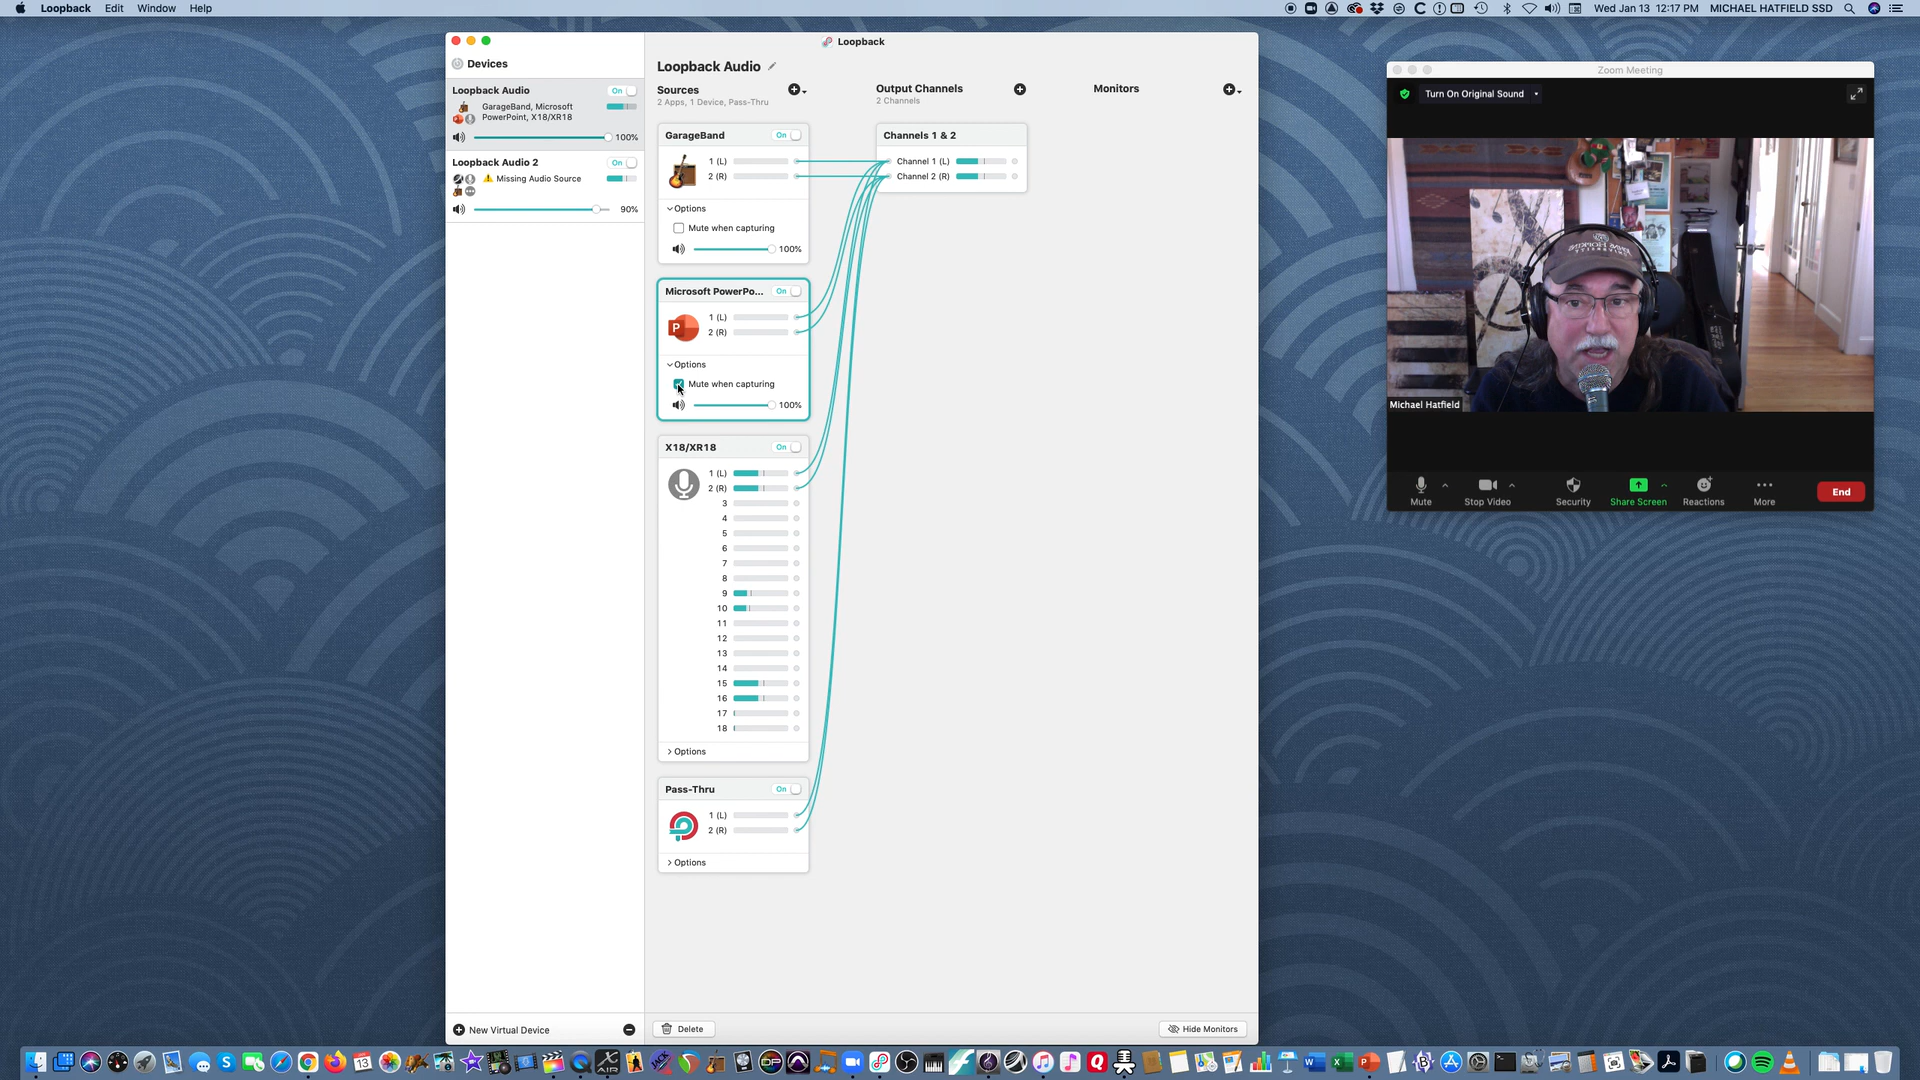 Loopback Edit Window Help
Wed Jan 13 12:17 PM MICHAEL HATFIELD SSD
Loopback
Devices
Loopback Audio On
GarageBand, Microsoft
PowerPoint, X18/XR18
100%
Loopback Audio 2 On
Missing Audio Source
90%
New Virtual Device
Loopback Audio
Sources
2 Apps, 1 Device, Pass-Thru
Output Channels
2 Channels
Monitors
GarageBand On
1 (L)
2 (R)
Options
Mute when capturing
100%
Microsoft PowerPo... On
1 (L)
2 (R)
Options
Mute when capturing
100%
X18/XR18 On
1 (L)
2 (R)
3
4
5
6
7
8
9
10
11
12
13
14
15
16
17
18
Options
Pass-Thru On
1 (L)
2 (R)
Options
Channels 1 & 2
Channel 1 (L)
Channel 2 (R)
Delete
Hide Monitors
Zoom Meeting
Turn On Original Sound
Michael Hatfield
Mute Stop Video Security Share Screen Reactions More End